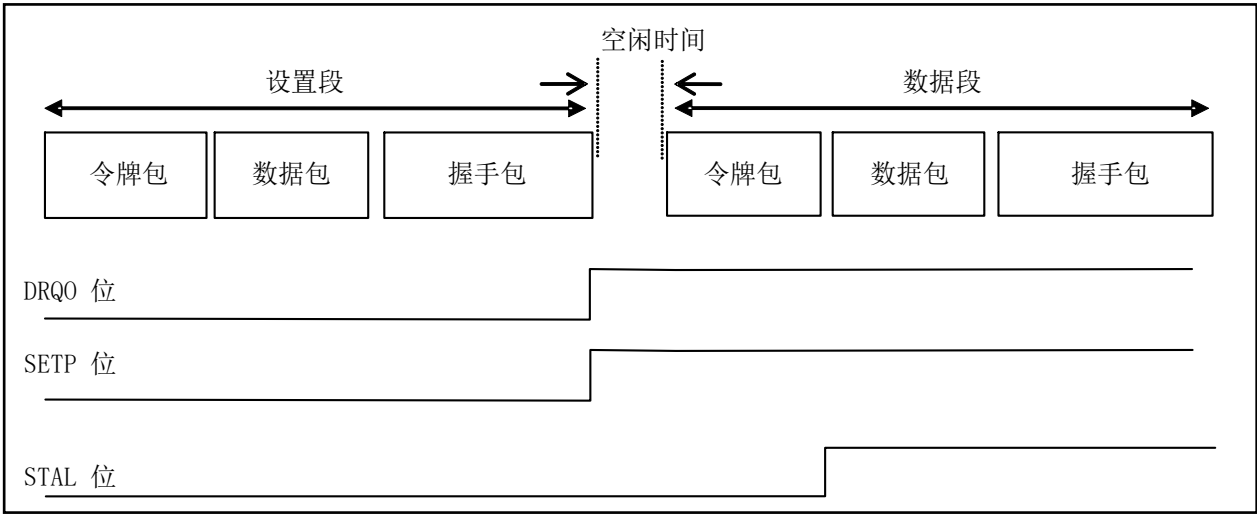 空闲时间
设置段
数据段
令牌包
数据包
握手包
令牌包
数据包
握手包
DRQO 位
SETP 位
STAL 位